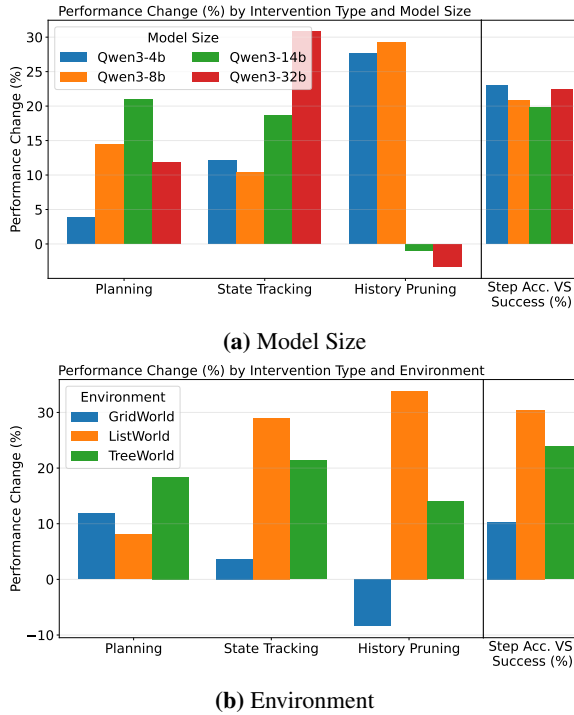 Performance Change (%) by Intervention Type and Model Size
Performance Change (%)
30
25
20
15
10
5
0
Model Size
Qwen3-4b
Qwen3-14b
Qwen3-8b
Qwen3-32b
Planning
State Tracking
History Pruning
Step Acc. VS
Success (%)
(a) Model Size
Performance Change (%) by Intervention Type and Environment
Performance Change (%)
30
20
10
0
−10
Environment
GridWorld
ListWorld
TreeWorld
Planning
State Tracking
History Pruning
Step Acc. VS
Success (%)
(b) Environment